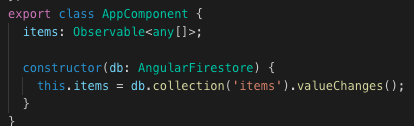 export class AppComponent {
  items: Observable<any[]>;

  constructor(db: AngularFirestore) {
    this.items = db.collection('items').valueChanges();
  }
}